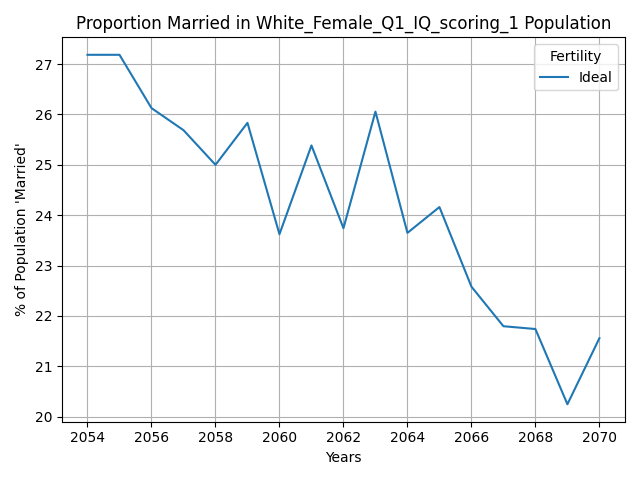 Proportion Married in White_Female_Q1_IQ_scoring_1 Population
% of Population 'Married'
27
26
25
24
23
22
21
20
Fertility
Ideal
2054 2056 2058 2060 2062 2064 2066 2068 2070
Years